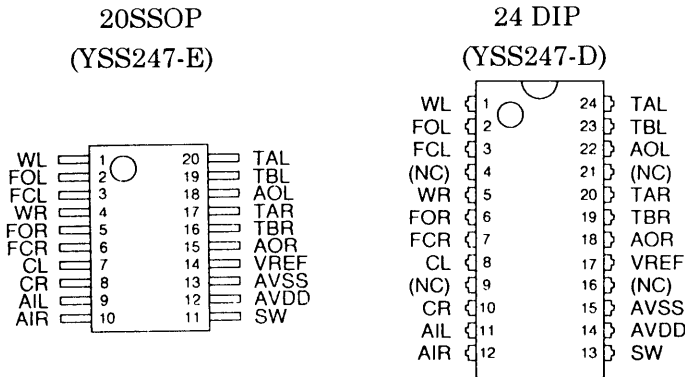 20SSOP
(YSS247-E)
WL 1 20 TAL
FOL 2 19 TBL
FCL 3 18 AOL
WR 4 17 TAR
FOR 5 16 TBR
FCR 6 15 AOR
CL 7 14 VREF
CR 8 13 AVSS
AIL 9 12 AVDD
AIR 10 11 SW
24 DIP
(YSS247-D)
WL 1 24 TAL
FOL 2 23 TBL
FCL 3 22 AOL
(NC) 4 21 (NC)
WR 5 20 TAR
FOR 6 19 TBR
FCR 7 18 AOR
CL 8 17 VREF
(NC) 9 16 (NC)
CR 10 15 AVSS
AIL 11 14 AVDD
AIR 12 13 SW